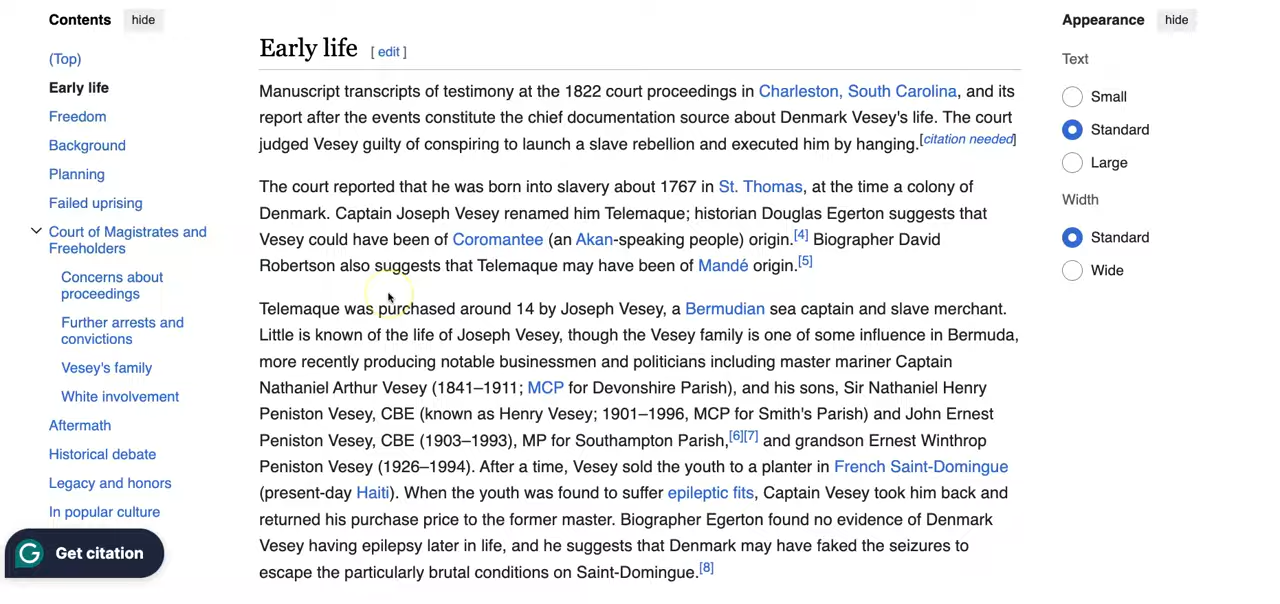 Contents hide
(Top)
Early life
Freedom
Background
Planning
Failed uprising
Court of Magistrates and
Freeholders
Concerns about
proceedings
Further arrests and
convictions
Vesey's family
White involvement
Aftermath
Historical debate
Legacy and honors
In popular culture
Get citation
Early life [ edit ]
Manuscript transcripts of testimony at the 1822 court proceedings in Charleston, South Carolina, and its
report after the events constitute the chief documentation source about Denmark Vesey's life. The court
judged Vesey guilty of conspiring to launch a slave rebellion and executed him by hanging.[citation needed]
The court reported that he was born into slavery about 1767 in St. Thomas, at the time a colony of
Denmark. Captain Joseph Vesey renamed him Telemaque; historian Douglas Egerton suggests that
Vesey could have been of Coromantee (an Akan-speaking people) origin.[4] Biographer David
Robertson also suggests that Telemaque may have been of Mandé origin.[5]
Telemaque was purchased around 14 by Joseph Vesey, a Bermudian sea captain and slave merchant.
Little is known of the life of Joseph Vesey, though the Vesey family is one of some influence in Bermuda,
more recently producing notable businessmen and politicians including master mariner Captain
Nathaniel Arthur Vesey (1841–1911; MCP for Devonshire Parish), and his sons, Sir Nathaniel Henry
Peniston Vesey, CBE (known as Henry Vesey; 1901–1996, MCP for Smith's Parish) and John Ernest
Peniston Vesey, CBE (1903–1993), MP for Southampton Parish,[6][7] and grandson Ernest Winthrop
Peniston Vesey (1926–1994). After a time, Vesey sold the youth to a planter in French Saint-Domingue
(present-day Haiti). When the youth was found to suffer epileptic fits, Captain Vesey took him back and
returned his purchase price to the former master. Biographer Egerton found no evidence of Denmark
Vesey having epilepsy later in life, and he suggests that Denmark may have faked the seizures to
escape the particularly brutal conditions on Saint-Domingue.[8]
Appearance hide
Text
Small
Standard
Large
Width
Standard
Wide